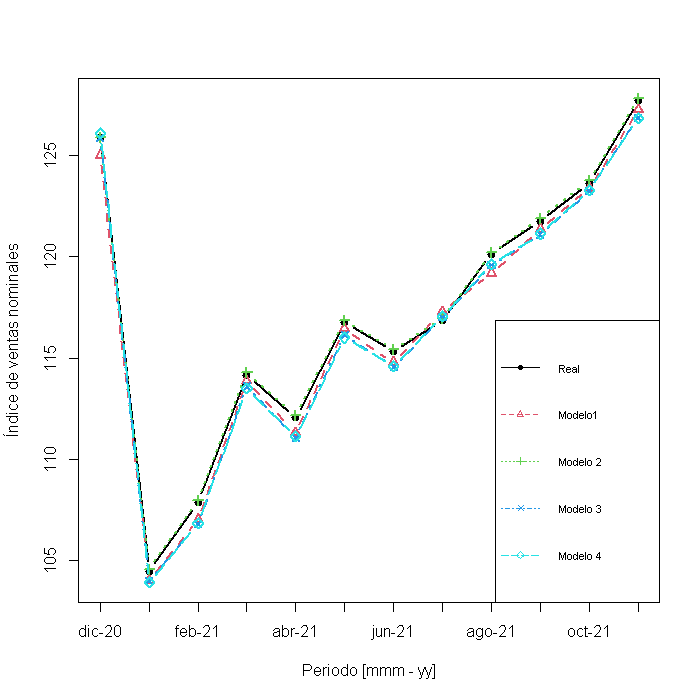 Índice de ventas nominales
125
120
115
110
105
dic-20
feb-21
abr-21
jun-21
ago-21
oct-21
Periodo [mmm - yy]
Real
Modelo1
Modelo 2
Modelo 3
Modelo 4